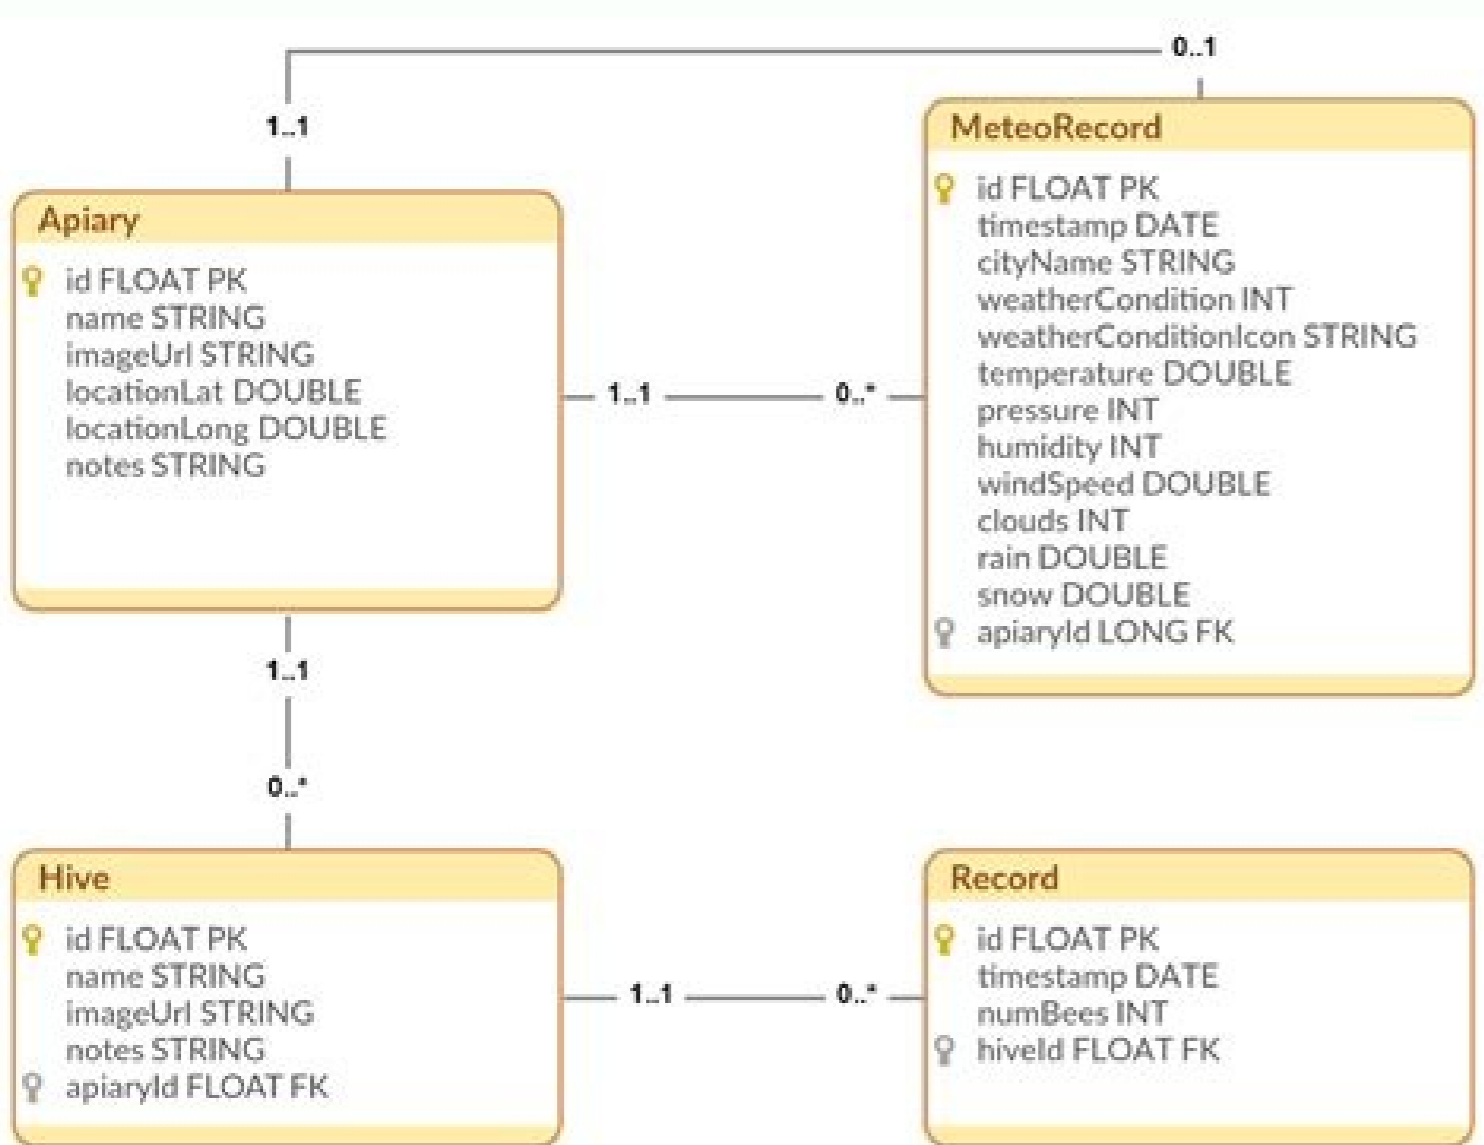 0..1
1..1
MeteoRecord
id FLOAT PK
timestamp DATE
cityName STRING
weatherCondition INT
weatherConditionIcon STRING
temperature DOUBLE
pressure INT
humidity INT
windSpeed DOUBLE
clouds INT
rain DOUBLE
snow DOUBLE
apiaryId LONG FK
Apiary
id FLOAT PK
name STRING
imageUrl STRING
locationLat DOUBLE
locationLong DOUBLE
notes STRING
1..1
0..*
1..1
0..*
Hive
id FLOAT PK
name STRING
imageUrl STRING
notes STRING
apiaryId FLOAT FK
1..1
0..*
Record
id FLOAT PK
timestamp DATE
numBees INT
hiveId FLOAT FK